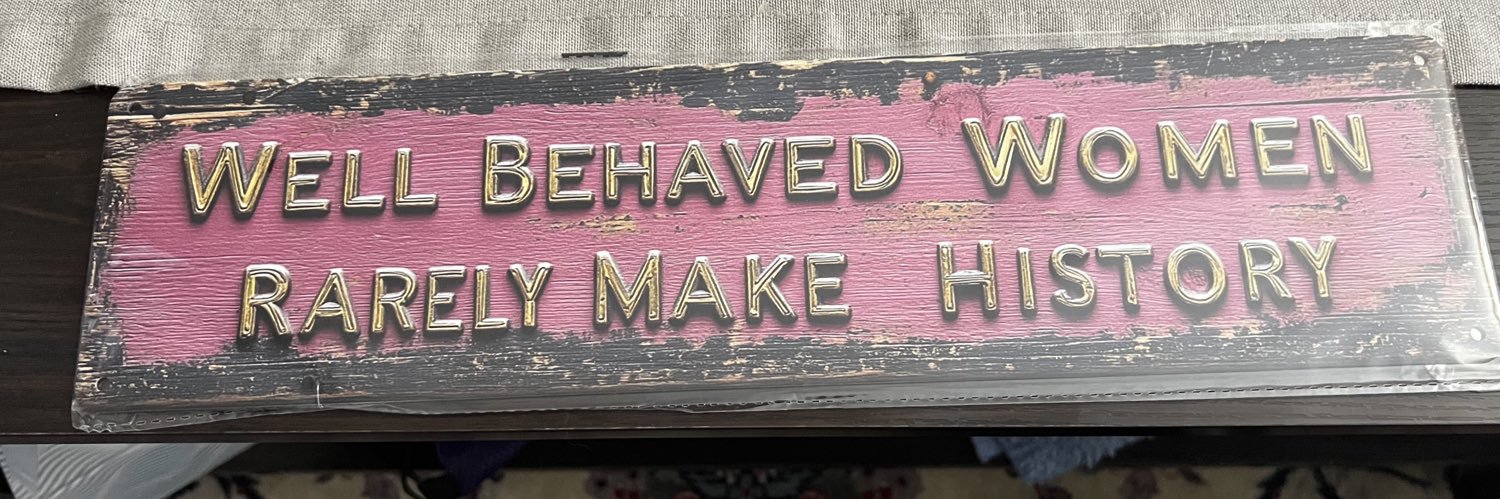 WELL BEHAVED WOMEN
RARELY MAKE HISTORY